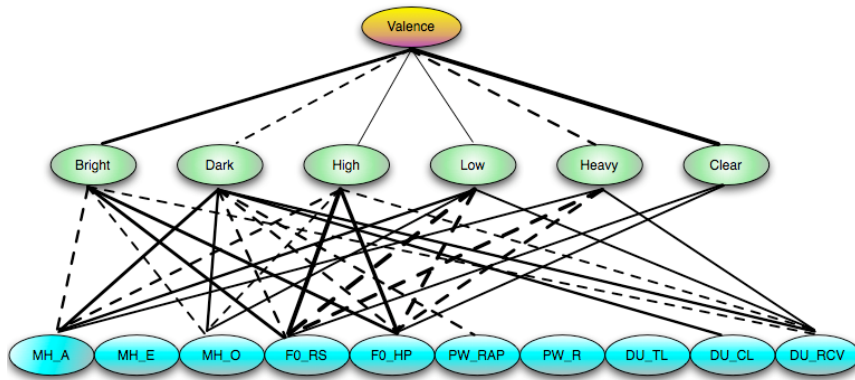 Valence
Bright Dark High Low Heavy Clear
MH_A MH_E MH_O F0_RS F0_HP PW_RAP PW_R DU_TL DU_CL DU_RCV